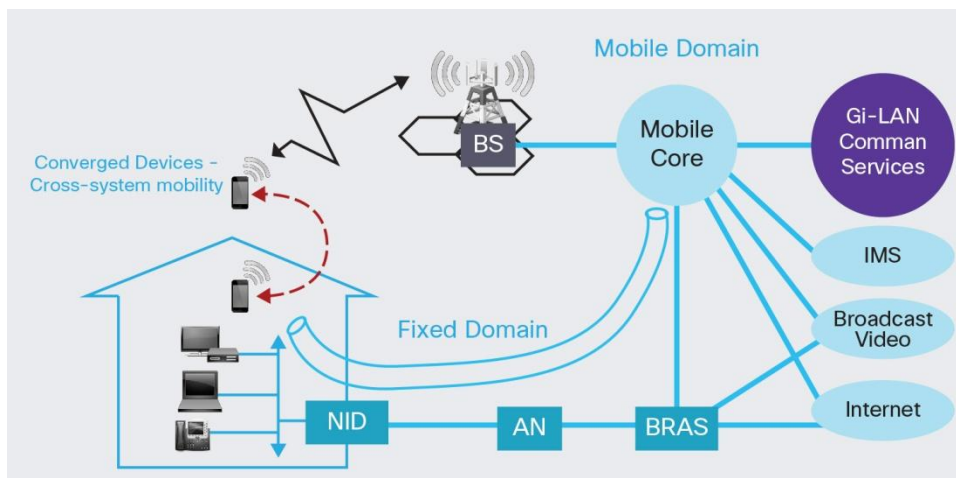 Mobile Domain
BS
Mobile
Core
Gi-LAN
Comman
Services
Converged Devices -
Cross-system mobility
IMS
Fixed Domain
Broadcast
Video
NID
AN
BRAS
Internet